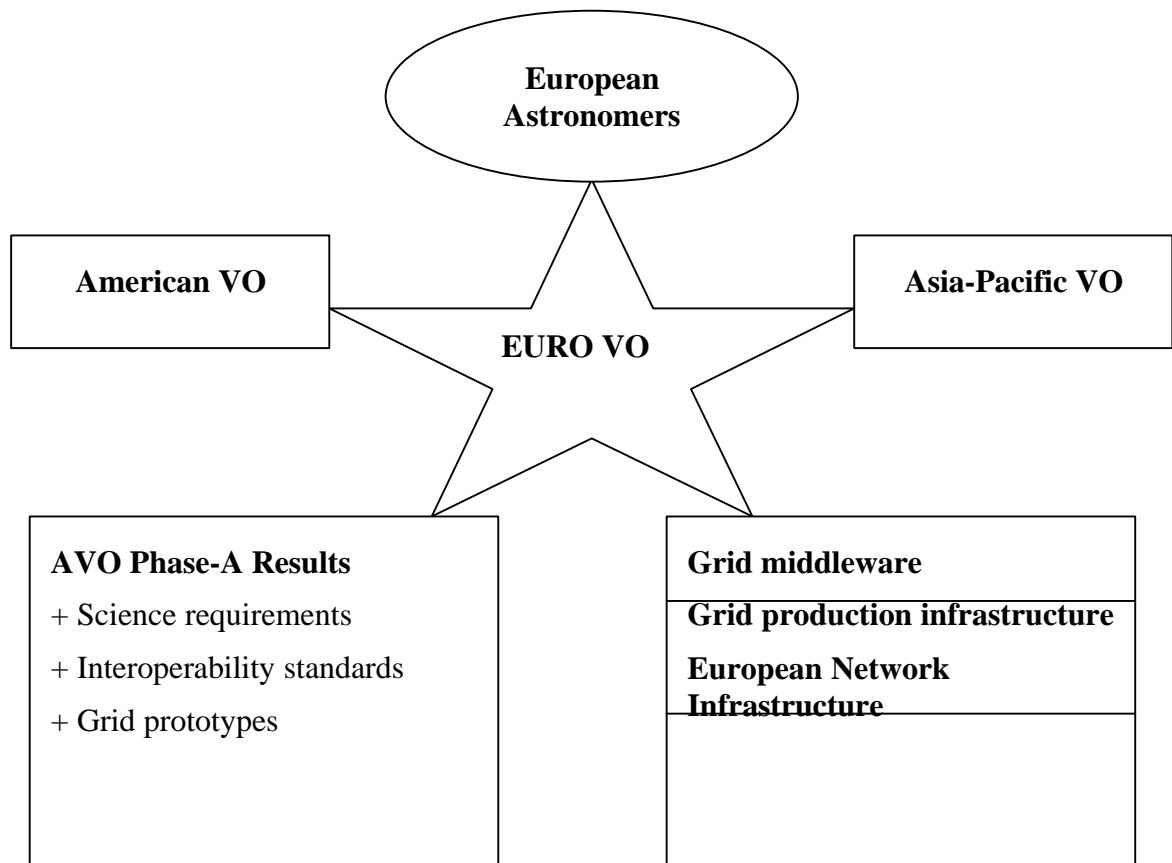 European
Astronomers
American VO
Asia-Pacific VO
EURO VO
AVO Phase-A Results
+ Science requirements
+ Interoperability standards
+ Grid prototypes
Grid middleware
Grid production infrastructure
European Network
Infrastructure